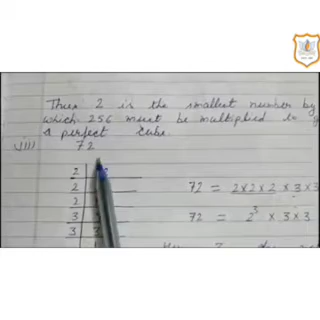 Thus 2 is the smallest number by
which 256 must be multiplied to
a perfect cube.
viii) 72
2
2
2
3
3
72 = 2×2×2×3×3
72 = 2³ × 3×3